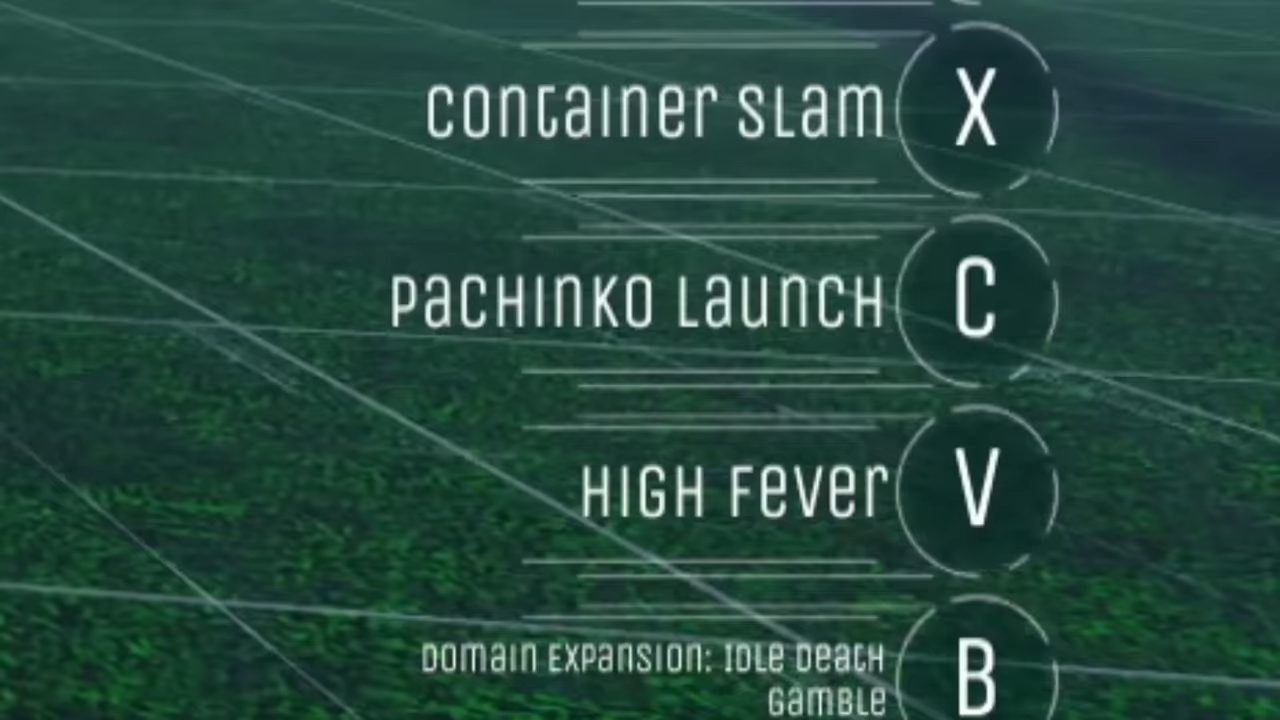 Container Slam X
Pachinko Launch C
High Fever V
Domain Expansion: Idle Death B
Gamble